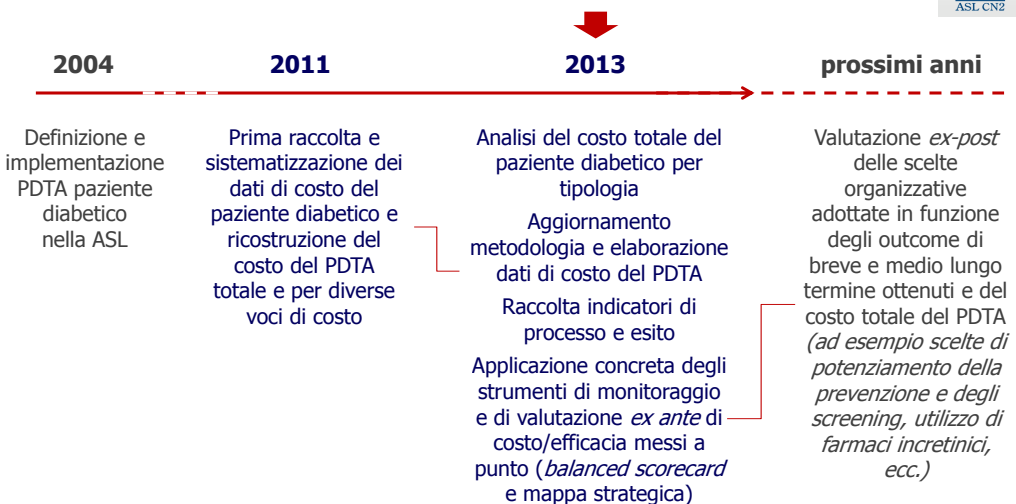 ASL CN2
2004
2011
2013
prossimi anni
Definizione e
implementazione
PDTA paziente
diabetico
nella ASL
Prima raccolta e
sistematizzazione dei
dati di costo del
paziente diabetico e
ricostruzione del
costo del PDTA
totale e per diverse
voci di costo
Analisi del costo totale del
paziente diabetico per
tipologia
Aggiornamento
metodologia e elaborazione
dati di costo del PDTA
Raccolta indicatori di
processo e esito
Applicazione concreta degli
strumenti di monitoraggio
e di valutazione ex ante di
costo/efficacia messi a
punto (balanced scorecard
e mappa strategica)
Valutazione ex-post
delle scelte
organizzative
adottate in funzione
degli outcome di
breve e medio lungo
termine ottenuti e del
costo totale del PDTA
(ad esempio scelte di
potenziamento della
prevenzione e degli
screening, utilizzo di
farmaci incretinici,
ecc.)